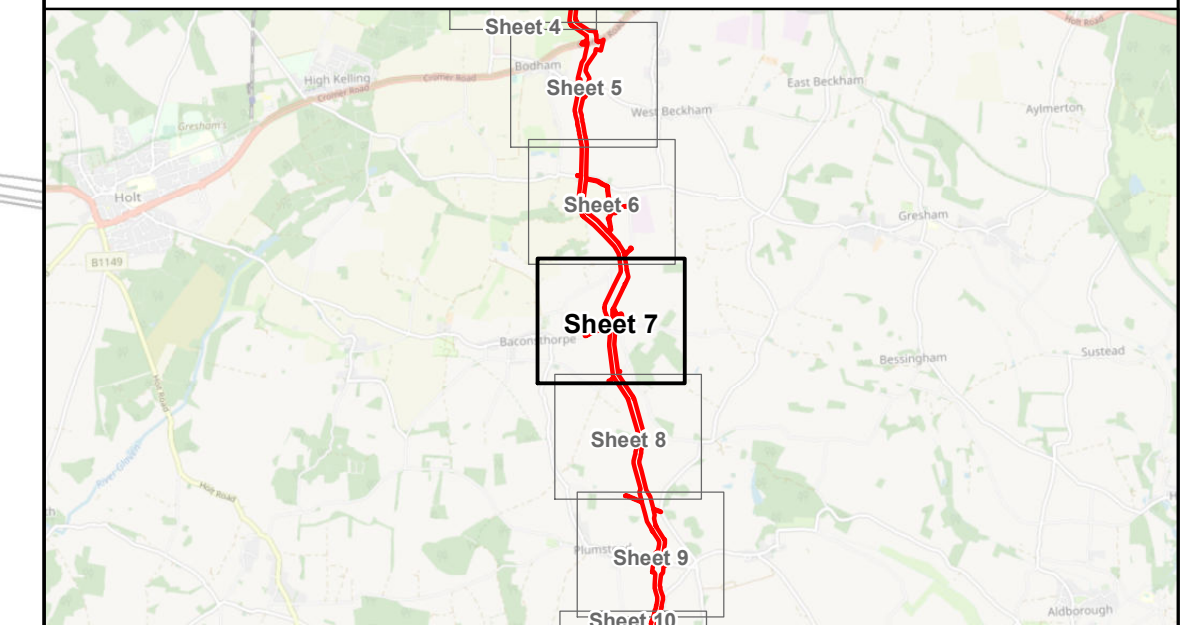 Sheet 4
Holt Road
Bodham
High Kelling
Cromer Road
East Beckham
Sheet 5
Cromer Road
West Beckham
Aylmerton
Gresham's
Holt
Sheet 6
Gresham
B1149
Sheet 7
Baconsthorpe
Sustead
Bessingham
Holt Road
Sheet 8
River Glaven
Holt Road
Plumstead
Sheet 9
Aldborough
Sheet 10